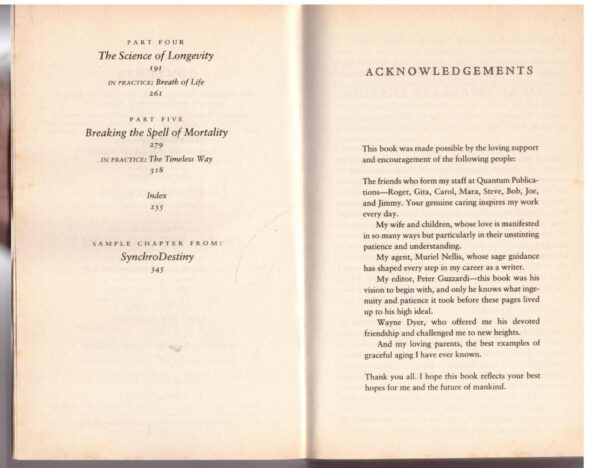 PART FOUR
The Science of Longevity
191
IN PRACTICE: Breath of Life
261
PART FIVE
Breaking the Spell of Mortality
279
IN PRACTICE: The Timeless Way
318
Index
235
SAMPLE CHAPTER FROM:
SynchroDestiny
345
ACKNOWLEDGEMENTS
This book was made possible by the loving support
and encouragement of the following people:
The friends who form my staff at Quantum Publica-
tions—Roger, Gita, Carol, Mara, Steve, Bob, Joe,
and Jimmy. Your genuine caring inspires my work
every day.
My wife and children, whose love is manifested
in so many ways but particularly in their unstinting
patience and understanding.
My agent, Muriel Nellis, whose sage guidance
has shaped every step in my career as a writer.
My editor, Peter Guzzardi—this book was his
vision to begin with, and only he knows what inge-
nuity and patience it took before these pages lived
up to his high ideal.
Wayne Dyer, who offered me his devoted
friendship and challenged me to new heights.
And my loving parents, the best examples of
graceful aging I have ever known.
Thank you all. I hope this book reflects your best
hopes for me and the future of mankind.